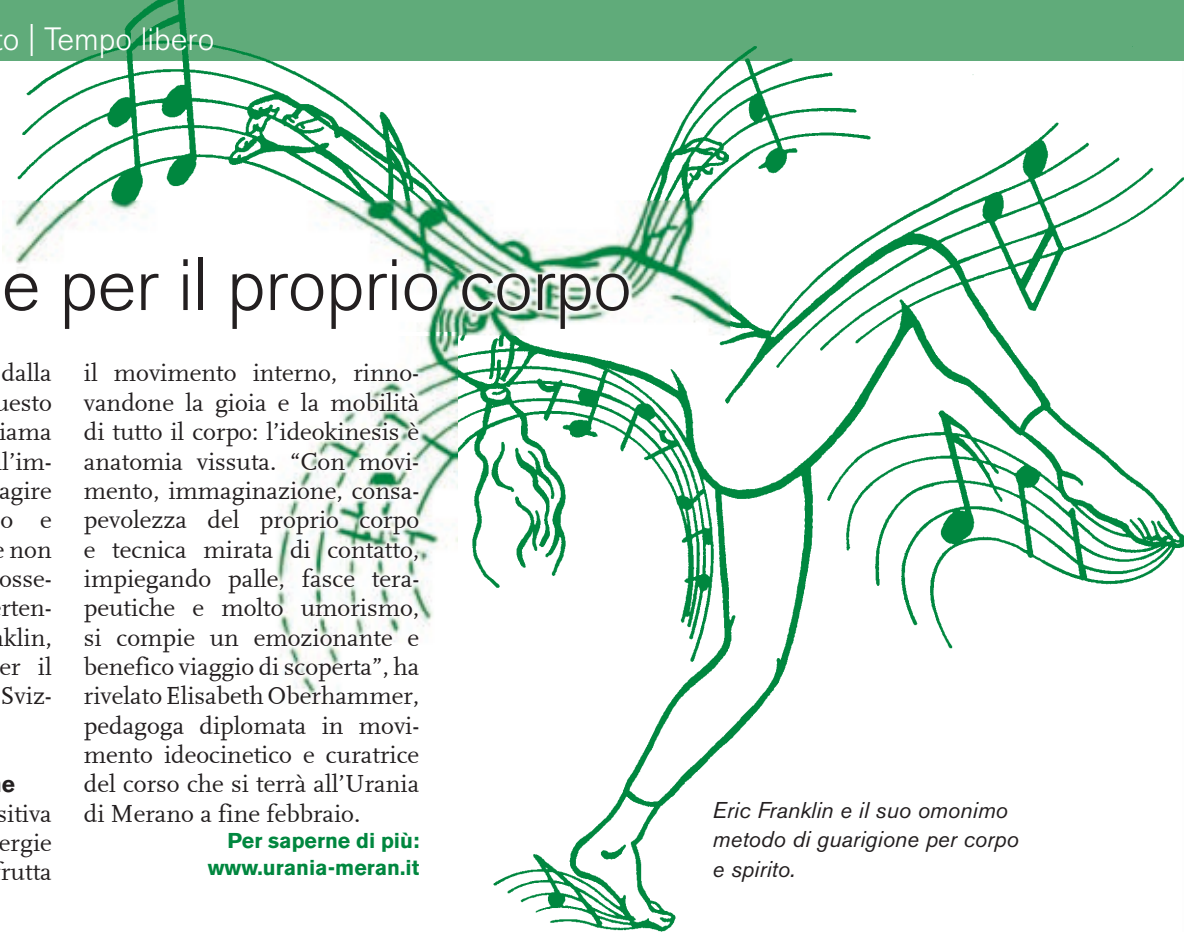 to | Tempo libero
e per il proprio corpo
dalla
uesto
iama
ll’im-
agire
o e
e non
osse-
erten-
nklin,
er il
Sviz-
ne
sitiva
ergie
frutta
il movimento interno, rinno-
vandone la gioia e la mobilità
di tutto il corpo: l’ideokinesis è
anatomia vissuta. “Con movi-
mento, immaginazione, consa-
pevolezza del proprio corpo
e tecnica mirata di contatto,
impiegando palle, fasce tera-
peutiche e molto umorismo,
si compie un emozionante e
benefico viaggio di scoperta”, ha
rivelato Elisabeth Oberhammer,
pedagoga diplomata in movi-
mento ideocinetico e curatrice
del corso che si terrà all’Urania
di Merano a fine febbraio.
Per saperne di più:
www.urania-meran.it
Eric Franklin e il suo omonimo
metodo di guarigione per corpo
e spirito.